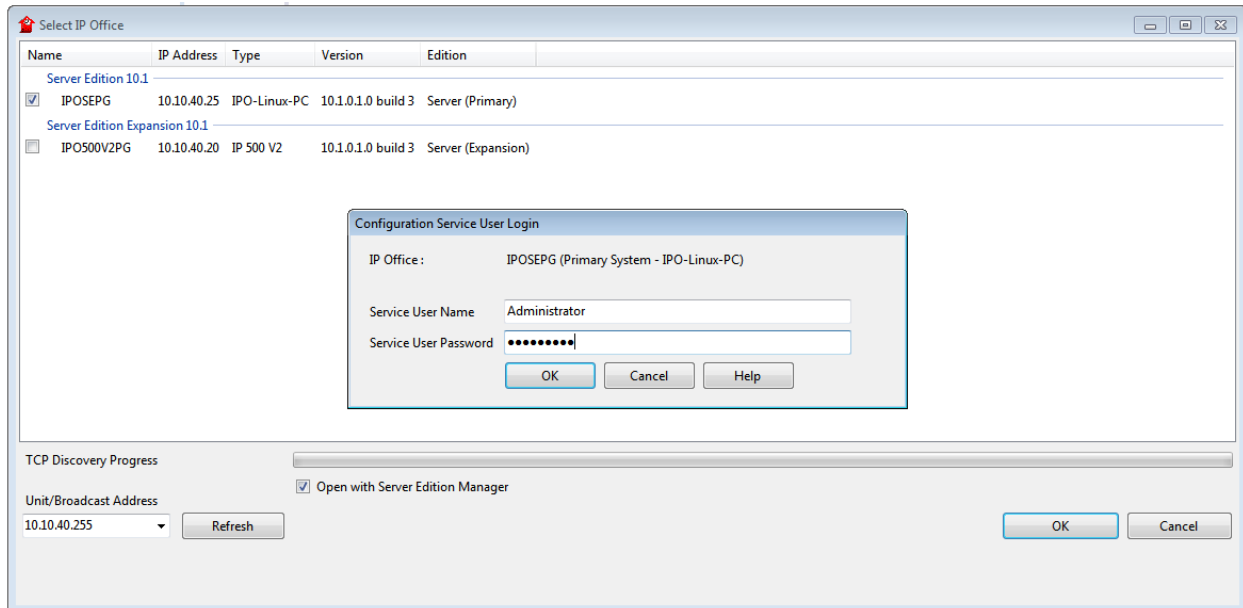 Select IP Office
Name IP Address Type Version Edition
Server Edition 10.1
IPOSEPG 10.10.40.25 IPO-Linux-PC 10.1.0.1.0 build 3 Server (Primary)
Server Edition Expansion 10.1
IPO500V2PG 10.10.40.20 IP 500 V2 10.1.0.1.0 build 3 Server (Expansion)
Configuration Service User Login
IP Office : IPOSEPG (Primary System - IPO-Linux-PC)
Service User Name Administrator
Service User Password ●●●●●●●●●
OK Cancel Help
TCP Discovery Progress
Open with Server Edition Manager
Unit/Broadcast Address
10.10.40.255 Refresh OK Cancel